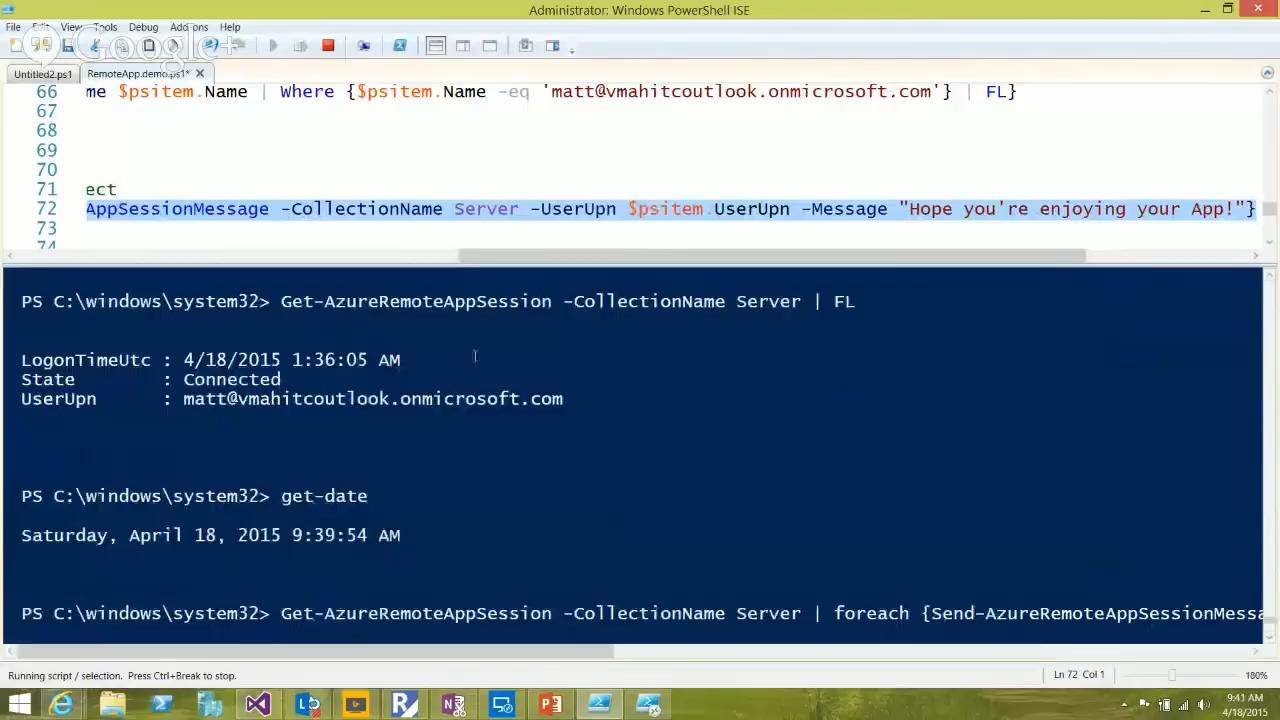 Administrator: Windows PowerShell ISE
File Edit View Tools Debug Add-ons Help
Google+
Untitled2.ps1 RemoteApp.demo.ps1*
66 me $psitem.Name | Where {$psitem.Name -eq 'matt@vmahitcoutlook.onmicrosoft.com'} | FL}
67
68
69
70
71 ect
72 AppSessionMessage -CollectionName Server -UserUpn $psitem.UserUpn -Message "Hope you're enjoying your App!"}
73
74
PS C:\windows\system32> Get-AzureRemoteAppSession -CollectionName Server | FL
LogonTimeUtc : 4/18/2015 1:36:05 AM
State : Connected
UserUpn : matt@vmahitcoutlook.onmicrosoft.com
PS C:\windows\system32> get-date
Saturday, April 18, 2015 9:39:54 AM
PS C:\windows\system32> Get-AzureRemoteAppSession -CollectionName Server | foreach {Send-AzureRemoteAppSessionMessa
Running script / selection. Press Ctrl+Break to stop.
Ln 72 Col 1
180%
9:41 AM
4/18/2015